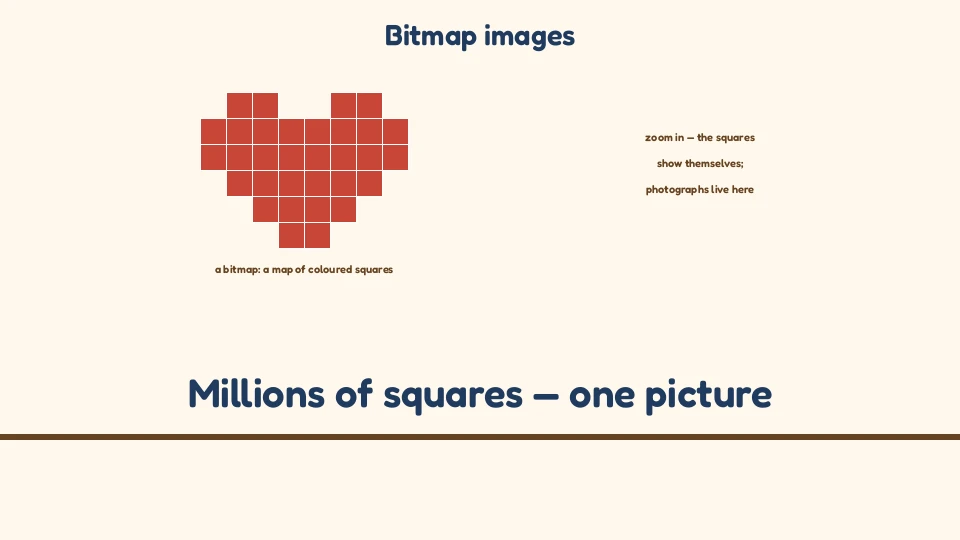 Bitmap images
zoom in – the squares
show themselves;
photographs live here
a bitmap: a map of coloured squares
Millions of squares – one picture